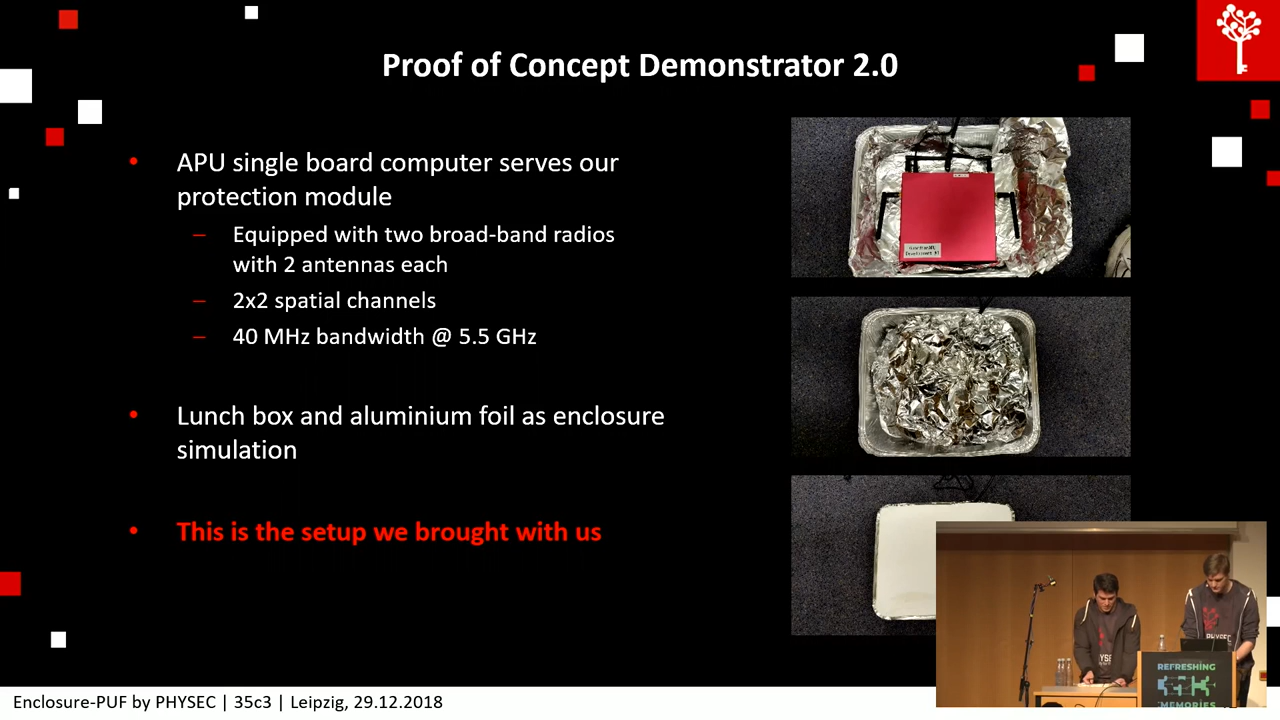 Proof of Concept Demonstrator 2.0
• APU single board computer serves our
protection module
– Equipped with two broad-band radios
with 2 antennas each
– 2x2 spatial channels
– 40 MHz bandwidth @ 5.5 GHz
• Lunch box and aluminium foil as enclosure
simulation
• This is the setup we brought with us
PHYSEC
REFRESHING
MEMORIES
Enclosure-PUF by PHYSEC | 35c3 | Leipzig, 29.12.2018